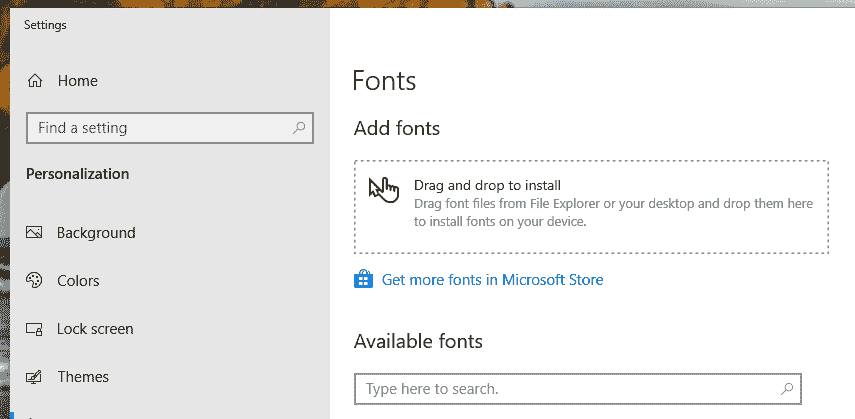 Settings
Home
Find a setting
Personalization
Background
Colors
Lock screen
Themes
Fonts
Add fonts
Drag and drop to install
Drag font files from File Explorer or your desktop and drop them here
to install fonts on your device.
Get more fonts in Microsoft Store
Available fonts
Type here to search.